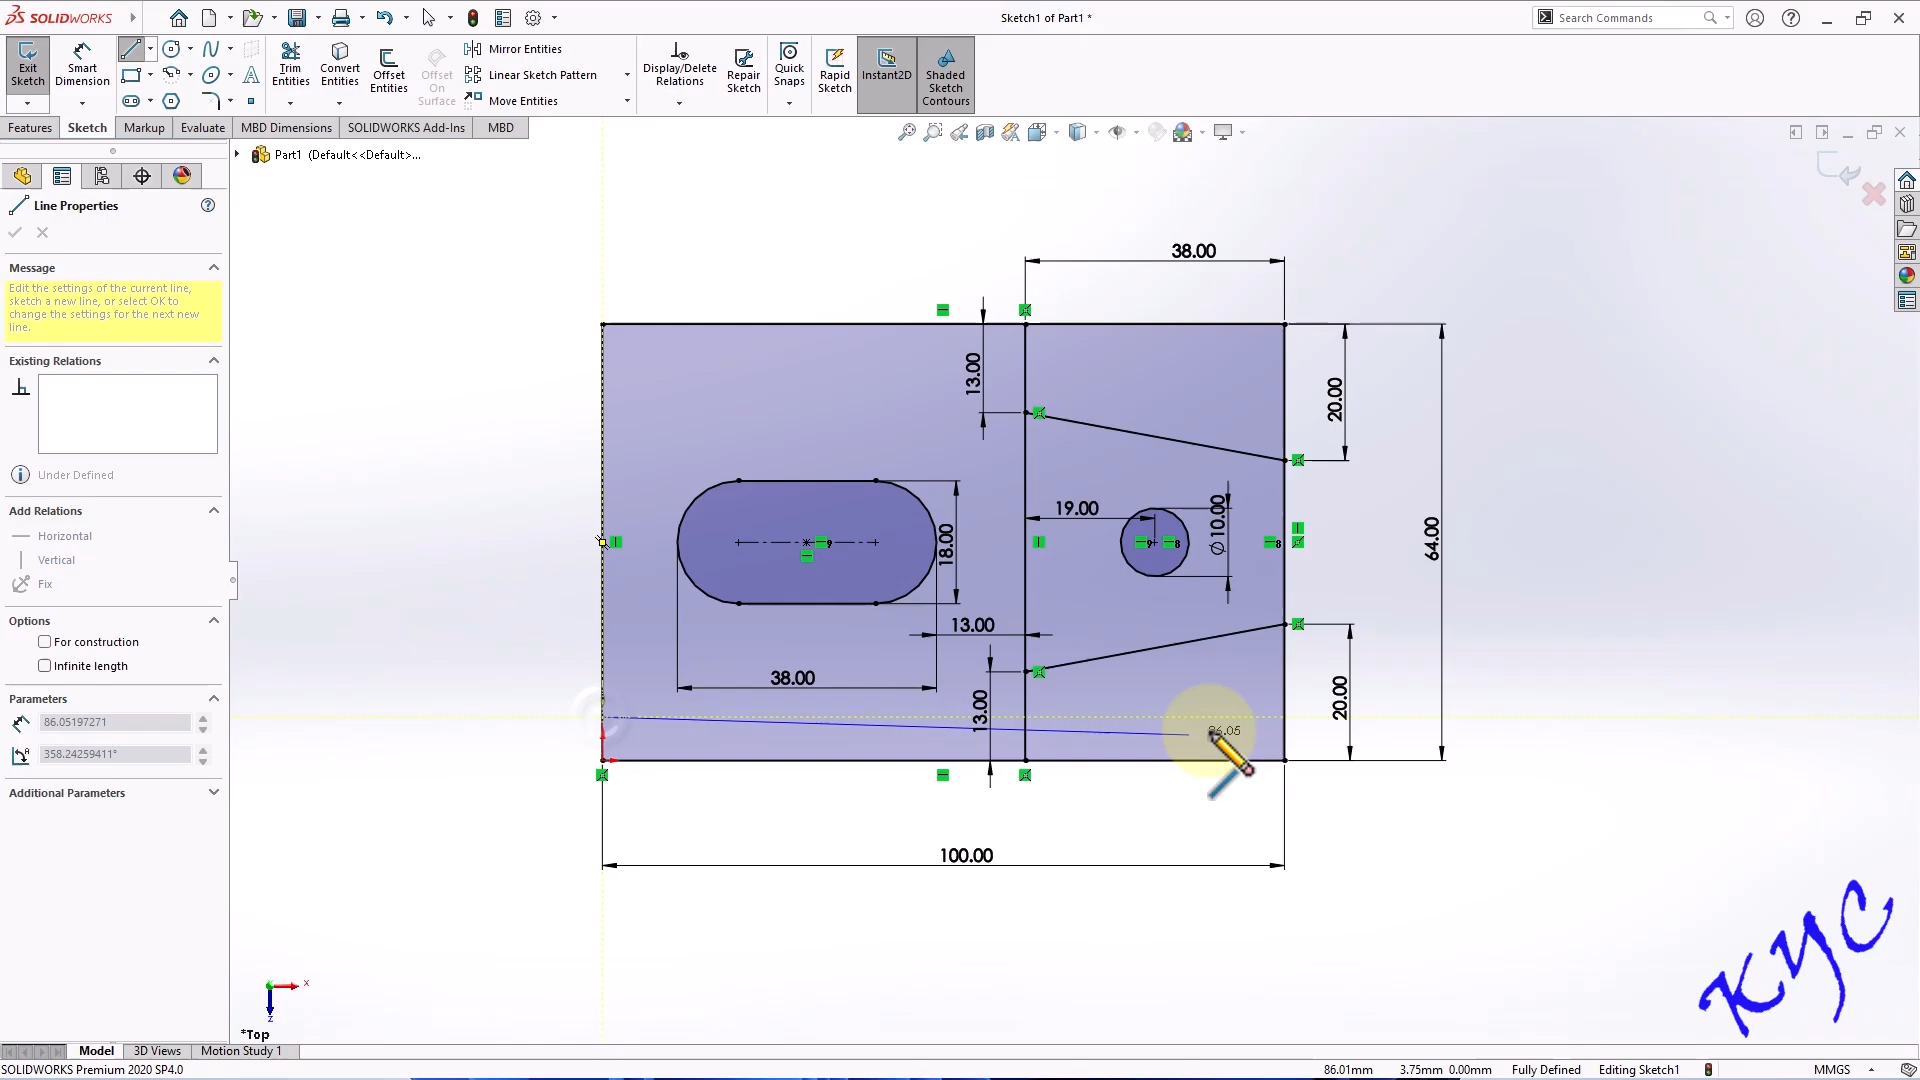 SOLIDWORKS
Sketch1 of Part1 *
Search Commands
Exit Sketch
Smart Dimension
Trim Entities
Convert Entities
Offset Entities
Offset On Surface
Mirror Entities
Linear Sketch Pattern
Move Entities
Display/Delete Relations
Repair Sketch
Quick Snaps
Rapid Sketch
Instant2D
Shaded Sketch Contours
Features
Sketch
Markup
Evaluate
MBD Dimensions
SOLIDWORKS Add-Ins
MBD
Part1 (Default<<Default>...
Line Properties
Message
Edit the settings of the current line,
sketch a new line, or select OK to
change the settings for the next new
line.
Existing Relations
Under Defined
Add Relations
Horizontal
Vertical
Fix
Options
For construction
Infinite length
Parameters
86.05197271
358.24259411°
Additional Parameters
38.00
13.00
20.00
19.00
Ø10.00
18.00
64.00
13.00
38.00
13.00
20.00
86.05
100.00
KYC
x
z
*Top
Model
3D Views
Motion Study 1
SOLIDWORKS Premium 2020 SP4.0
86.01mm
3.75mm
0.00mm
Fully Defined
Editing Sketch1
MMGS